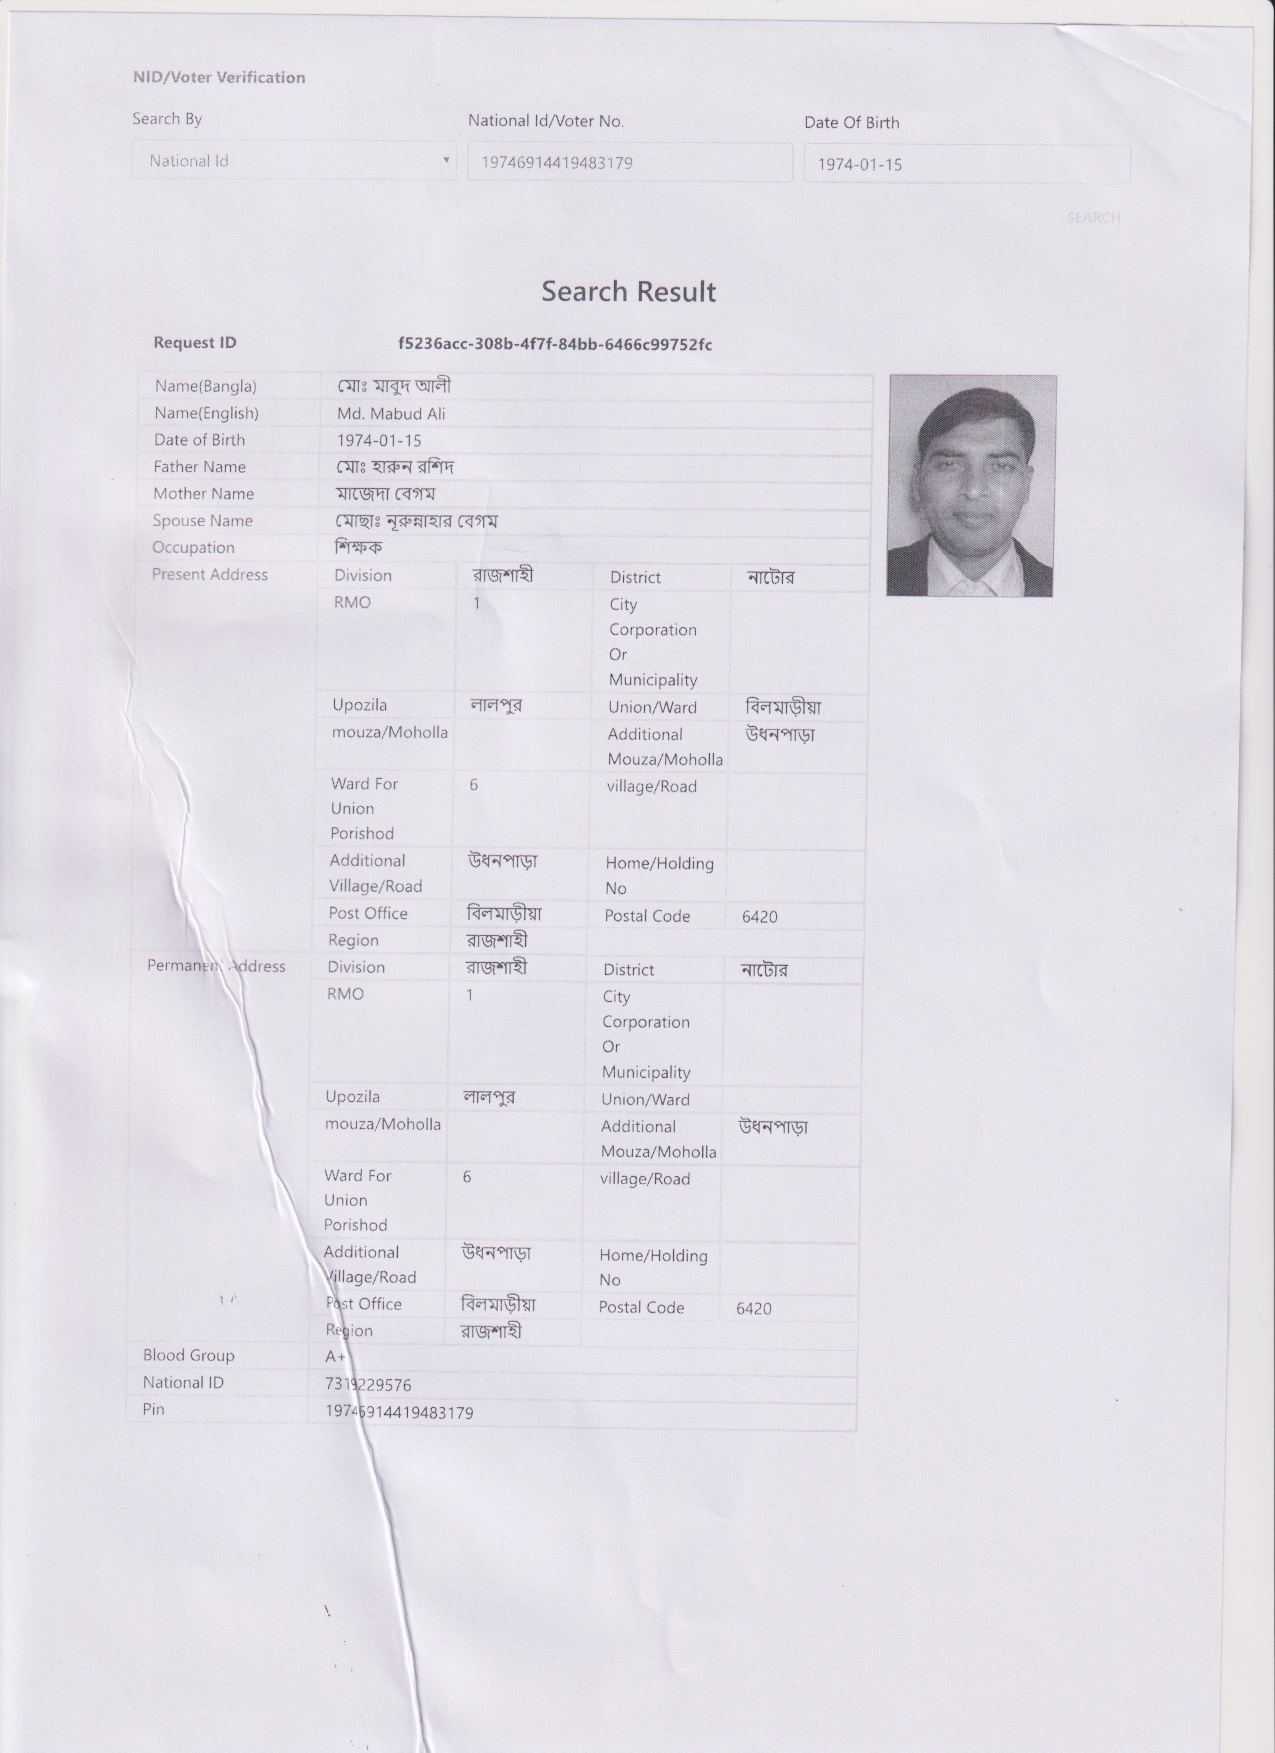 NID/Voter Verification
Search By National Id/Voter No. Date Of Birth
National Id 19746914419483179 1974-01-15
SEARCH
Search Result
Request ID f5236acc-308b-4f7f-84bb-6466c99752fc
Name(Bangla) মোঃ মাবুদ আলী
Name(English) Md. Mabud Ali
Date of Birth 1974-01-15
Father Name মোঃ হারুন রশিদ
Mother Name মাজেদা বেগম
Spouse Name মোছাঃ নূরুন্নাহার বেগম
Occupation শিক্ষক
Present Address Division রাজশাহী District নাটোর
RMO 1 City
Corporation
Or
Municipality
Upozila লালপুর Union/Ward বিলমাড়ীয়া
mouza/Moholla Additional উধনপাড়া
Mouza/Moholla
Ward For 6 village/Road
Union
Porishod
Additional উধনপাড়া Home/Holding
Village/Road No
Post Office বিলমাড়ীয়া Postal Code 6420
Region রাজশাহী
Permanent Address Division রাজশাহী District নাটোর
RMO 1 City
Corporation
Or
Municipality
Upozila লালপুর Union/Ward
mouza/Moholla Additional উধনপাড়া
Mouza/Moholla
Ward For 6 village/Road
Union
Porishod
Additional উধনপাড়া Home/Holding
Village/Road No
Post Office বিলমাড়ীয়া Postal Code 6420
Region রাজশাহী
Blood Group A+
National ID 7319229576
Pin 19746914419483179